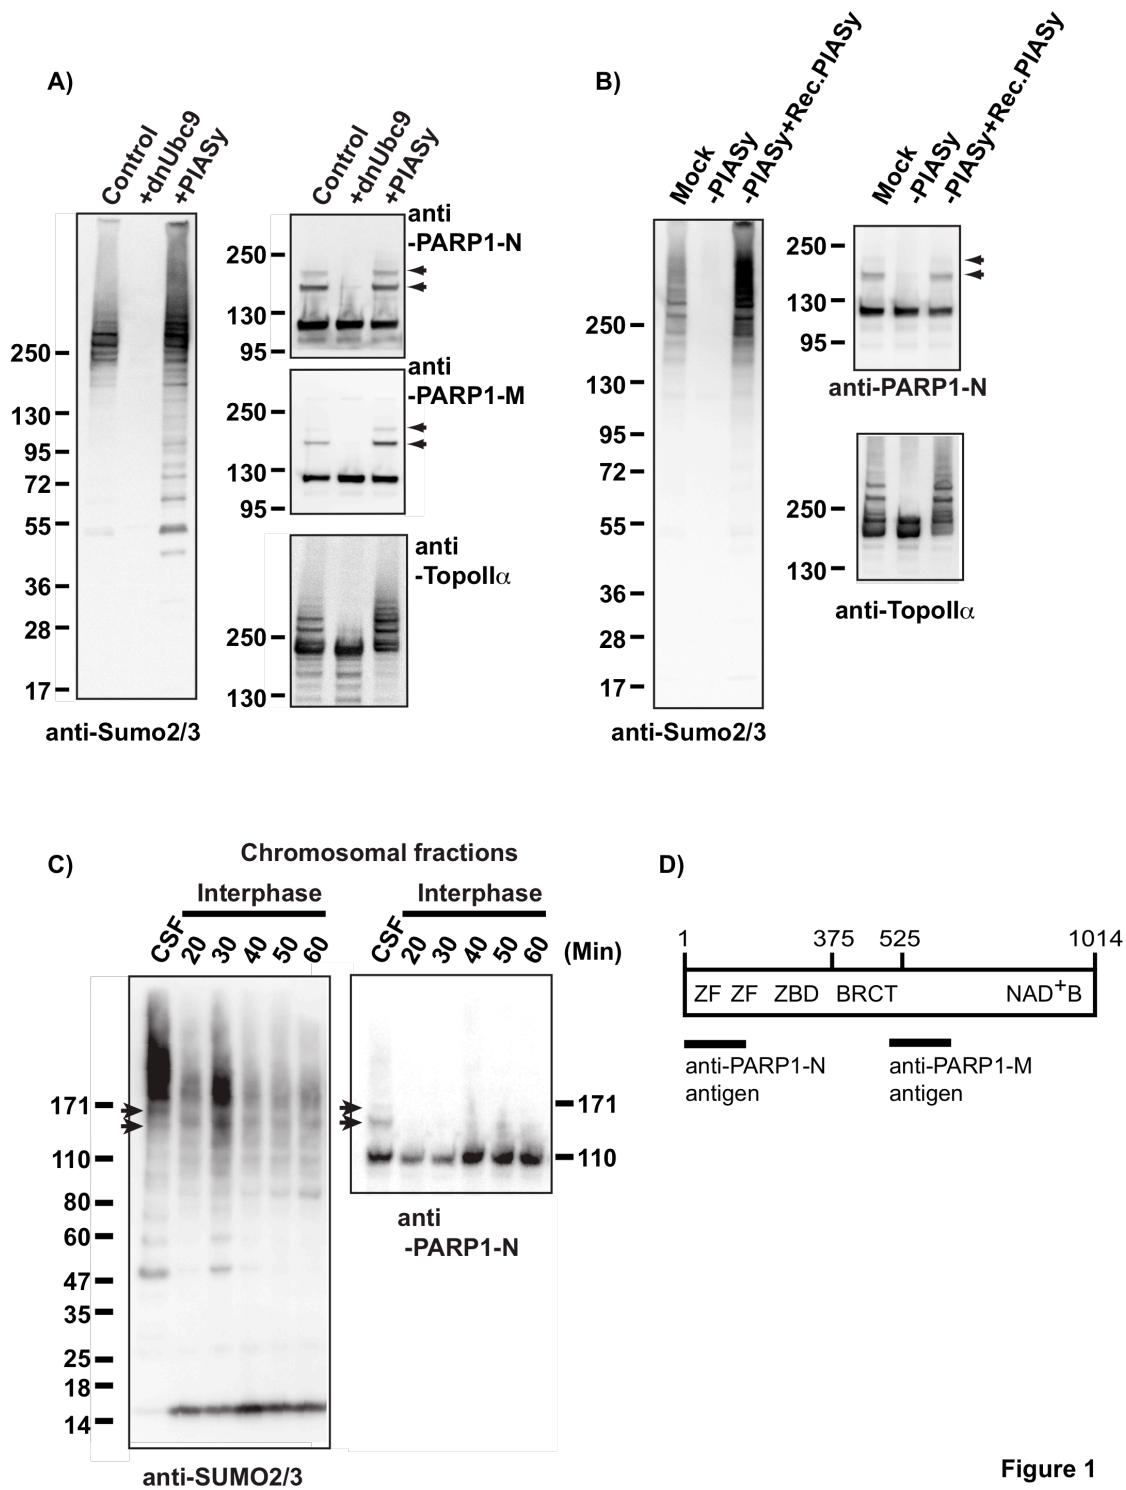 A)
Control
+dnUbc9
+PIASy
250
130
95
72
55
36
28
17
anti-Sumo2/3
Control
+dnUbc9
+PIASy
anti
-PARP1-N
250
130
95
anti
-PARP1-M
250
130
95
anti
-TopoIIα
250
130
B)
Mock
-PIASy
-PIASy+Rec.PIASy
250
130
95
72
55
36
28
17
anti-Sumo2/3
Mock
-PIASy
-PIASy+Rec.PIASy
250
130
95
anti-PARP1-N
250
130
anti-TopoIIα
C)
Chromosomal fractions
Interphase
CSF 20 30 40 50 60
171
110
80
60
47
35
25
18
14
anti-SUMO2/3
Interphase
CSF 20 30 40 50 60 (Min)
171
110
anti
-PARP1-N
D)
1 375 525 1014
ZF ZF ZBD BRCT NAD⁺B
anti-PARP1-N
antigen
anti-PARP1-M
antigen
Figure 1